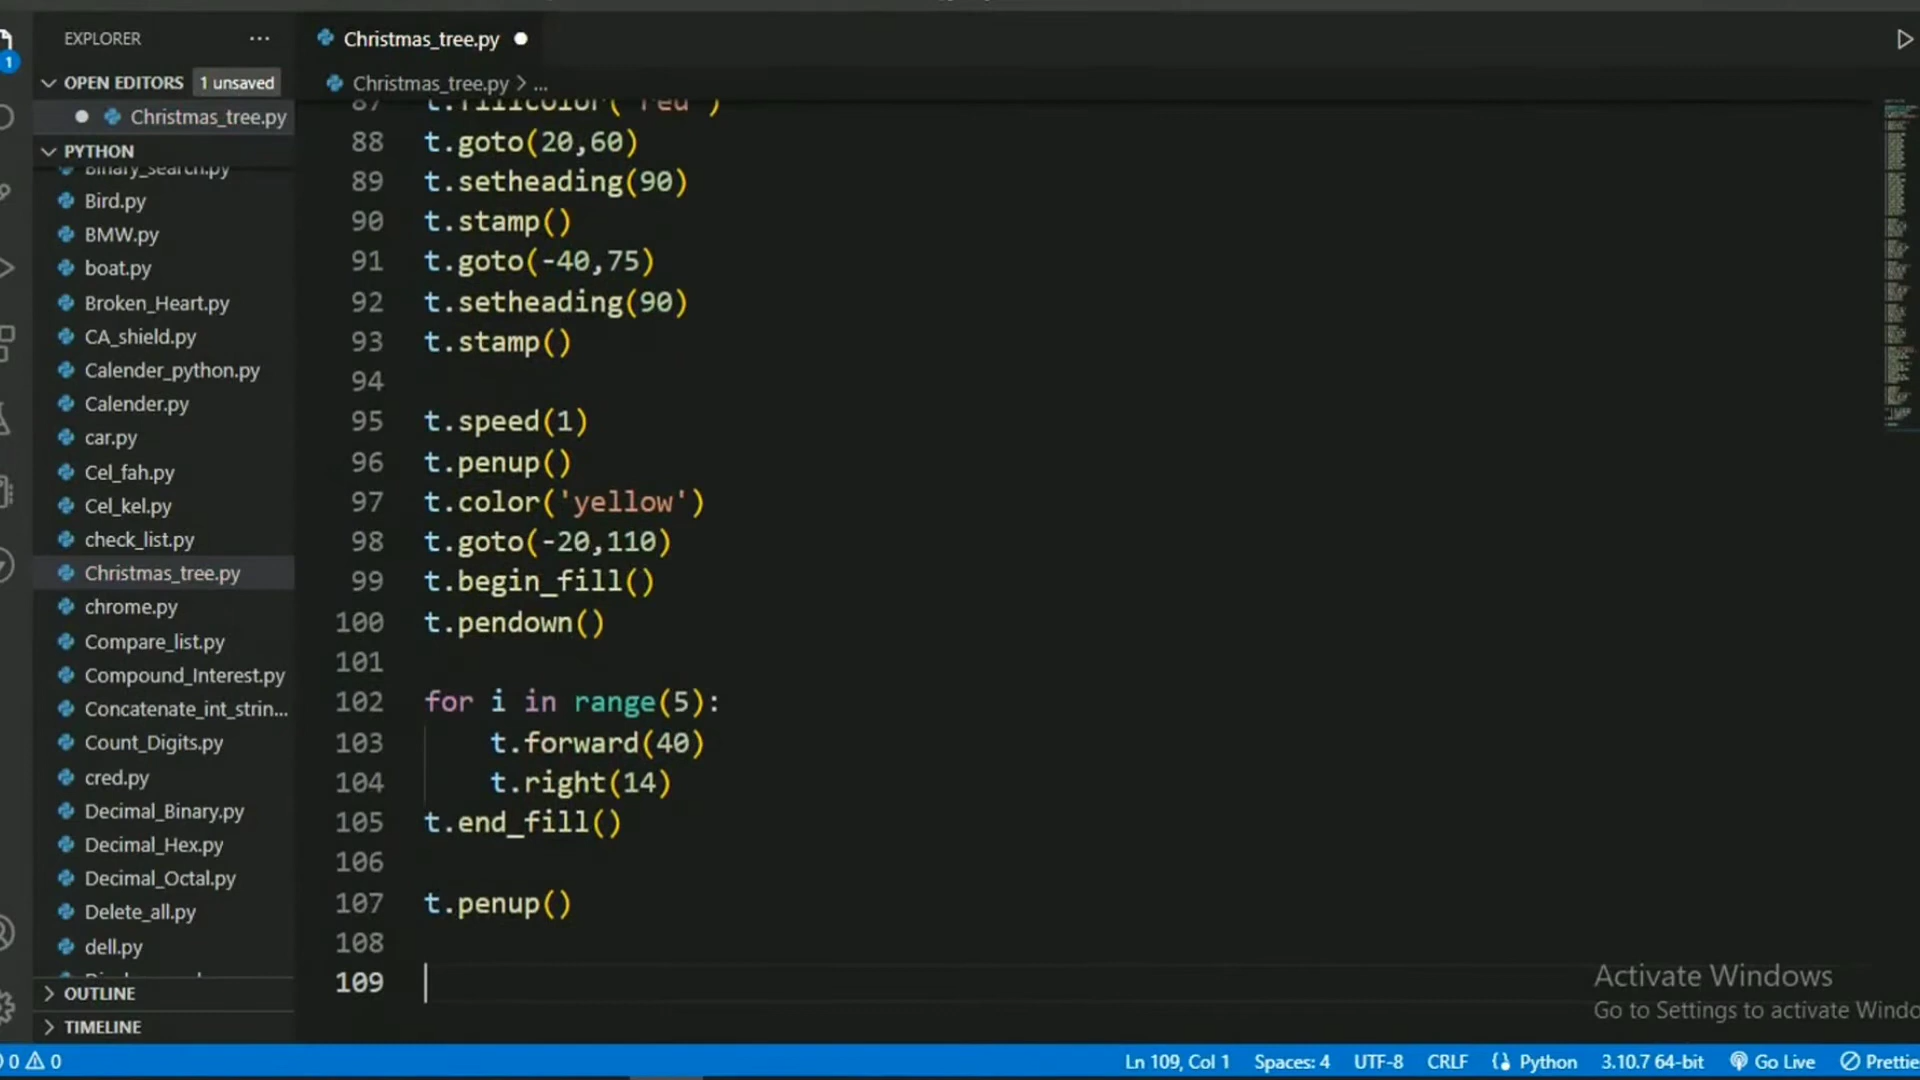 EXPLORER
...
OPEN EDITORS 1 unsaved
Christmas_tree.py
PYTHON
Binary_search.py
Bird.py
BMW.py
boat.py
Broken_Heart.py
CA_shield.py
Calender_python.py
Calender.py
car.py
Cel_fah.py
Cel_kel.py
check_list.py
Christmas_tree.py
chrome.py
Compare_list.py
Compound_Interest.py
Concatenate_int_strin...
Count_Digits.py
cred.py
Decimal_Binary.py
Decimal_Hex.py
Decimal_Octal.py
Delete_all.py
dell.py
OUTLINE
TIMELINE
1
Christmas_tree.py
Christmas_tree.py > ...
87 t.fillcolor('red')
88 t.goto(20,60)
89 t.setheading(90)
90 t.stamp()
91 t.goto(-40,75)
92 t.setheading(90)
93 t.stamp()
94
95 t.speed(1)
96 t.penup()
97 t.color('yellow')
98 t.goto(-20,110)
99 t.begin_fill()
100 t.pendown()
101
102 for i in range(5):
103 t.forward(40)
104 t.right(14)
105 t.end_fill()
106
107 t.penup()
108
109
Activate Windows
Go to Settings to activate Windo
0 0 Ln 109, Col 1 Spaces: 4 UTF-8 CRLF Python 3.10.7 64-bit Go Live Prettie